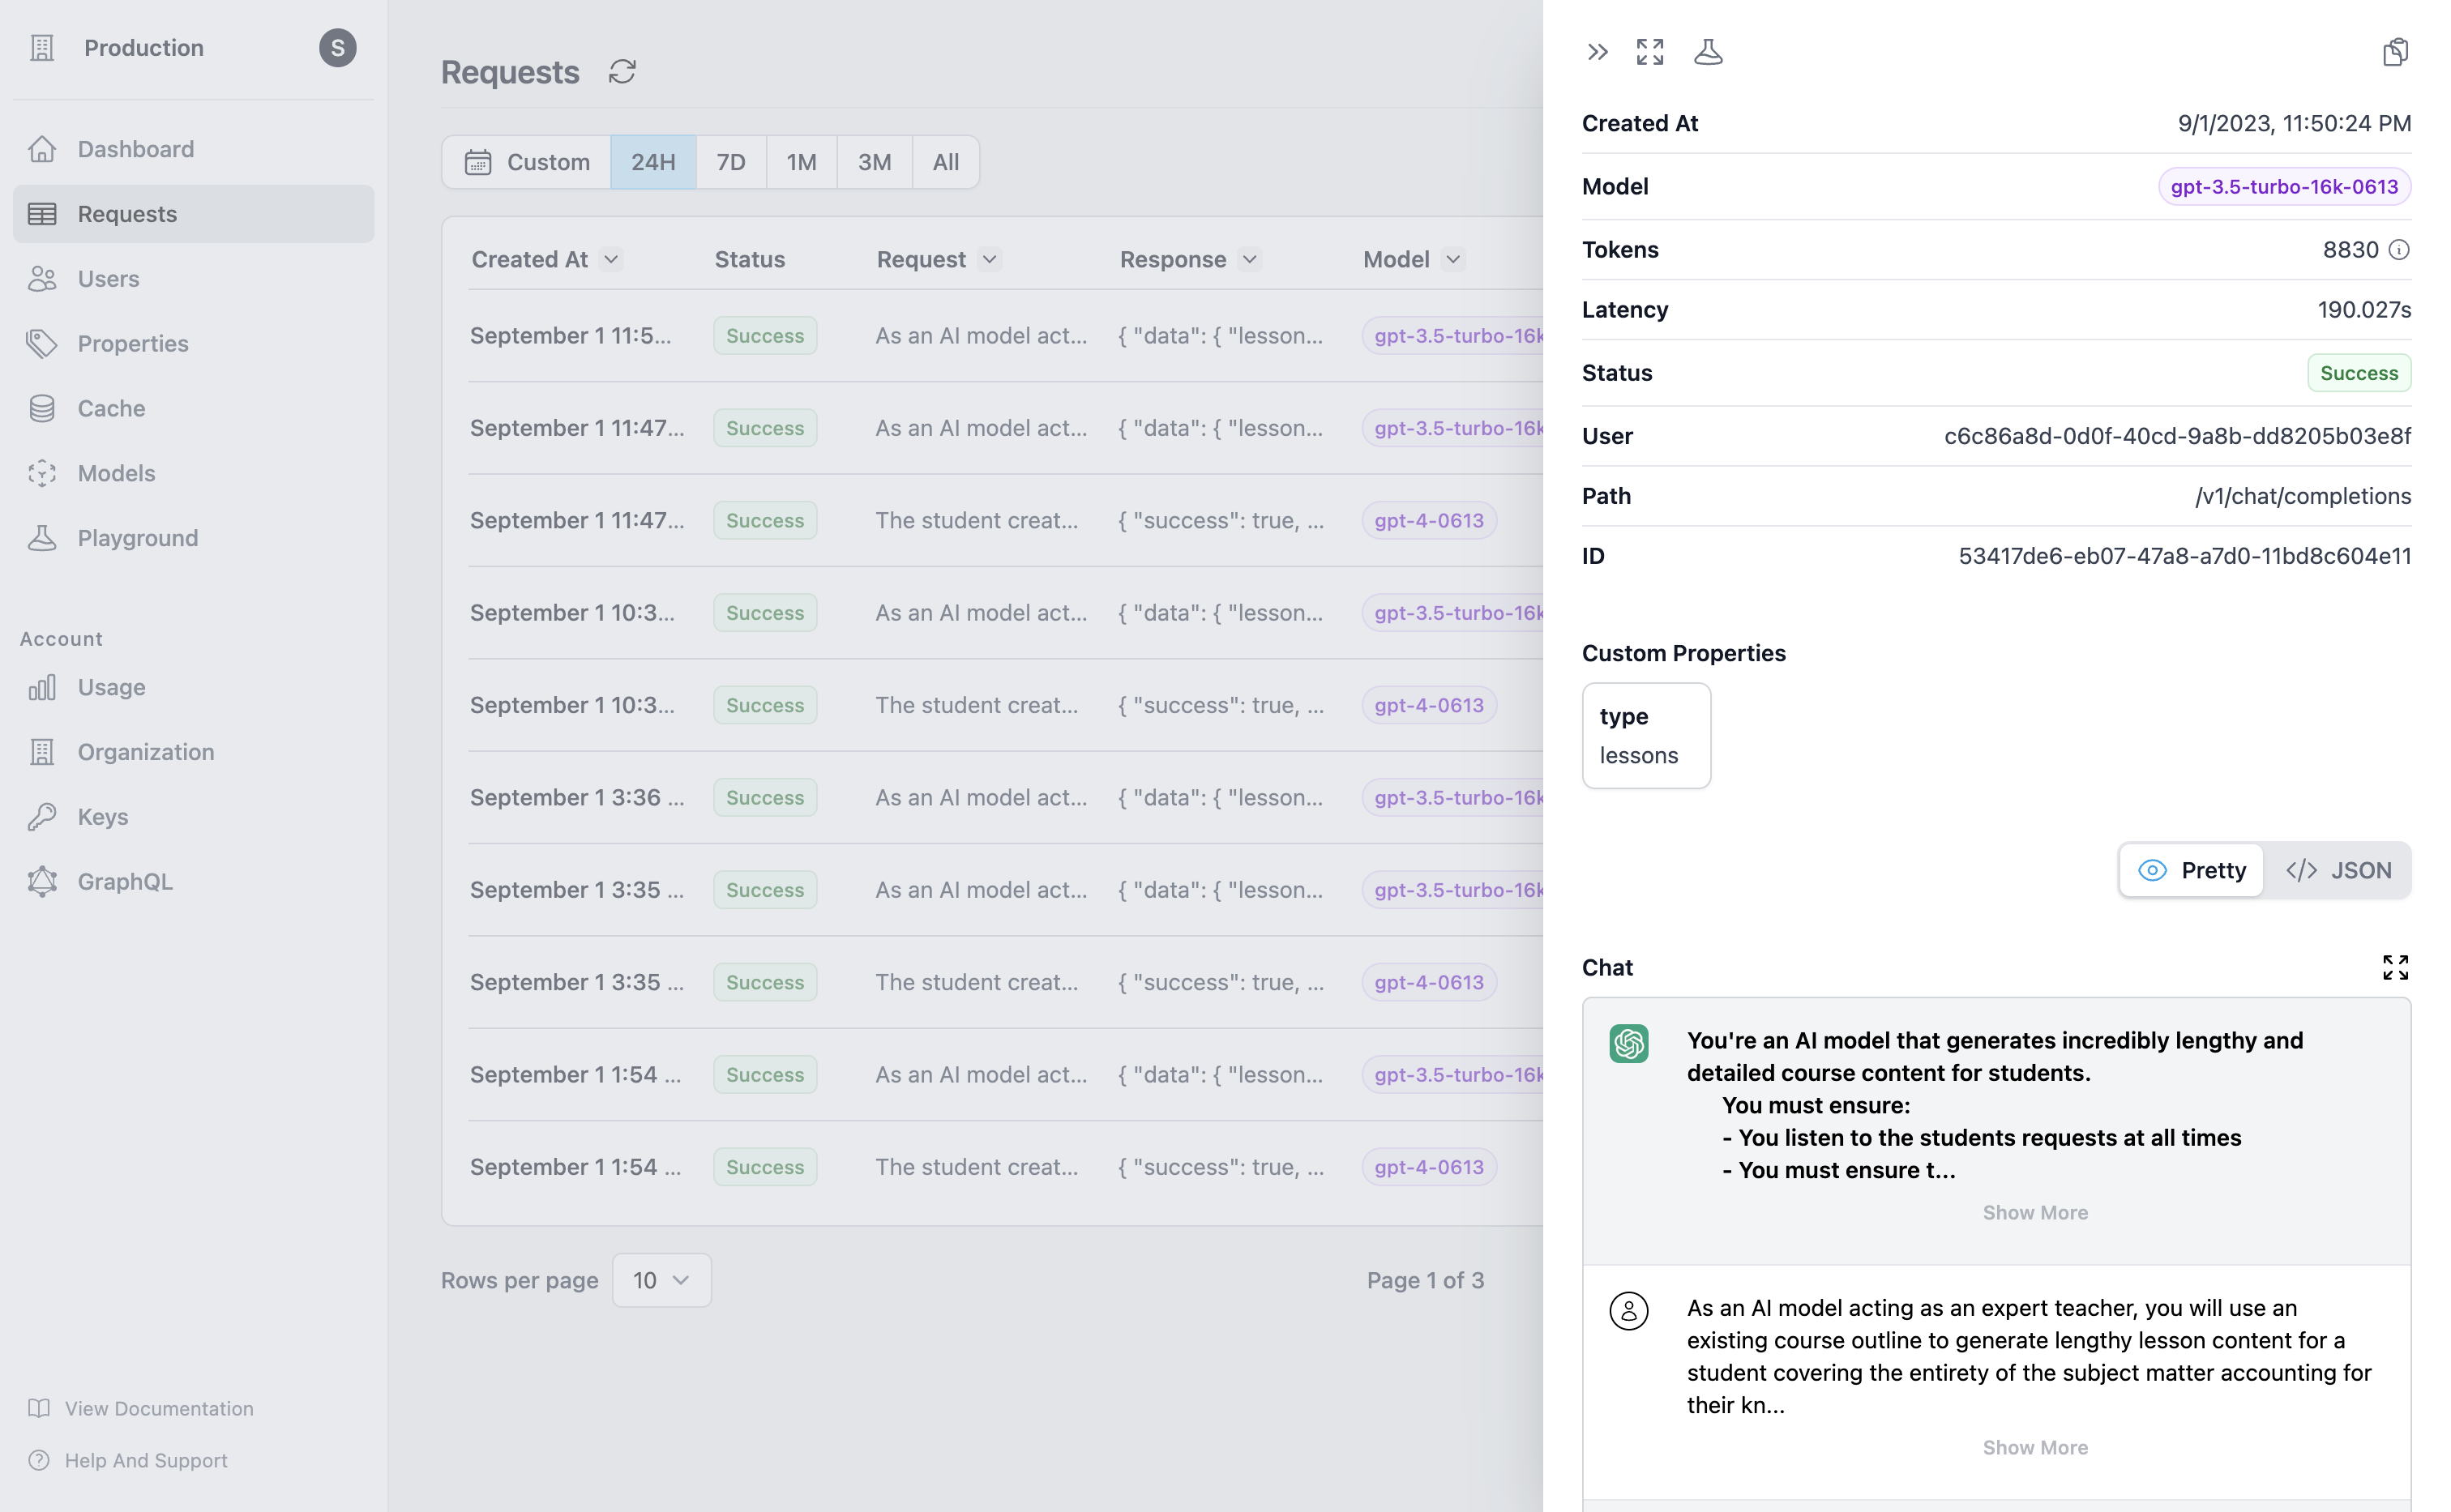 Production
S
Dashboard
Requests
Users
Properties
Cache
Models
Playground
Account
Usage
Organization
Keys
GraphQL
View Documentation
Help And Support
Requests
Custom 24H 7D 1M 3M All
Created At Status Request Response Model
September 1 11:5... Success As an AI model act... { "data": { "lesson... gpt-3.5-turbo-16k
September 1 11:47... Success As an AI model act... { "data": { "lesson... gpt-3.5-turbo-16k
September 1 11:47... Success The student creat... { "success": true, ... gpt-4-0613
September 1 10:3... Success As an AI model act... { "data": { "lesson... gpt-3.5-turbo-16k
September 1 10:3... Success The student creat... { "success": true, ... gpt-4-0613
September 1 3:36 ... Success As an AI model act... { "data": { "lesson... gpt-3.5-turbo-16k
September 1 3:35 ... Success As an AI model act... { "data": { "lesson... gpt-3.5-turbo-16k
September 1 3:35 ... Success The student creat... { "success": true, ... gpt-4-0613
September 1 1:54 ... Success As an AI model act... { "data": { "lesson... gpt-3.5-turbo-16k
September 1 1:54 ... Success The student creat... { "success": true, ... gpt-4-0613
Rows per page 10 Page 1 of 3
Created At 9/1/2023, 11:50:24 PM
Model gpt-3.5-turbo-16k-0613
Tokens 8830
Latency 190.027s
Status Success
User c6c86a8d-0d0f-40cd-9a8b-dd8205b03e8f
Path /v1/chat/completions
ID 53417de6-eb07-47a8-a7d0-11bd8c604e11
Custom Properties
type
lessons
Pretty </> JSON
Chat
You're an AI model that generates incredibly lengthy and
detailed course content for students.
You must ensure:
- You listen to the students requests at all times
- You must ensure t...
Show More
As an AI model acting as an expert teacher, you will use an
existing course outline to generate lengthy lesson content for a
student covering the entirety of the subject matter accounting for
their kn...
Show More